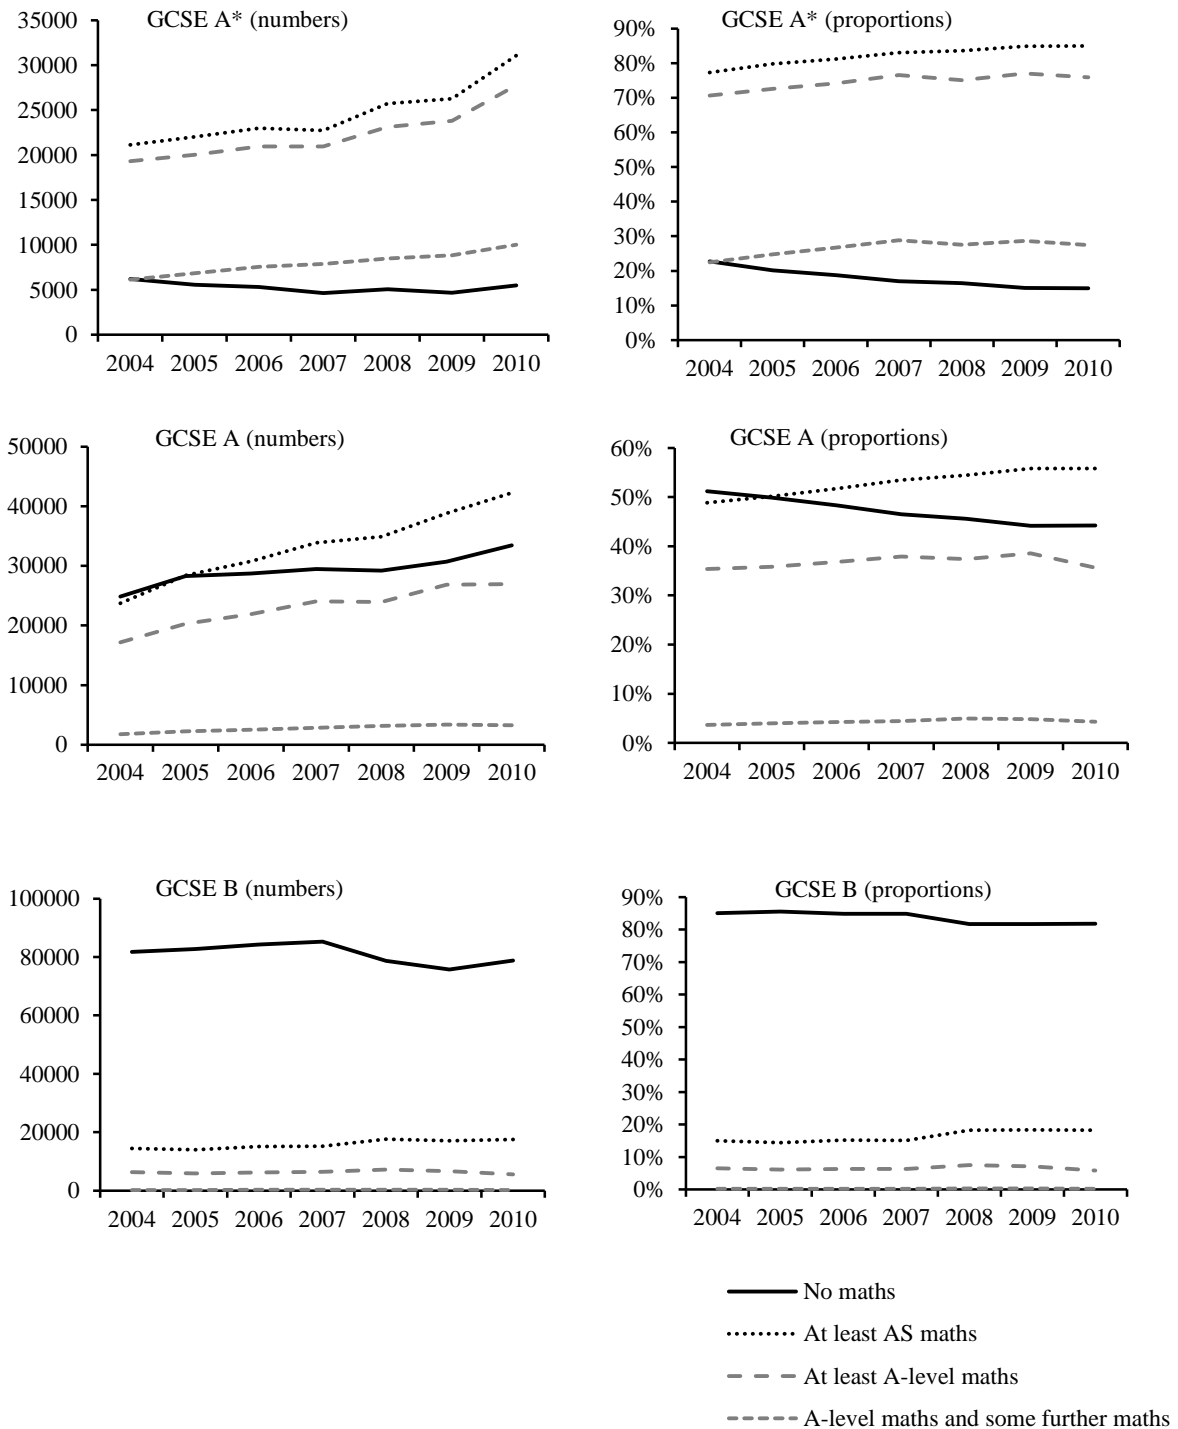 GCSE A* (numbers)
35000
30000
25000
20000
15000
10000
5000
0
2004 2005 2006 2007 2008 2009 2010
GCSE A* (proportions)
90%
80%
70%
60%
50%
40%
30%
20%
10%
0%
2004 2005 2006 2007 2008 2009 2010
GCSE A (numbers)
50000
40000
30000
20000
10000
0
2004 2005 2006 2007 2008 2009 2010
GCSE A (proportions)
60%
50%
40%
30%
20%
10%
0%
2004 2005 2006 2007 2008 2009 2010
GCSE B (numbers)
100000
80000
60000
40000
20000
0
2004 2005 2006 2007 2008 2009 2010
GCSE B (proportions)
90%
80%
70%
60%
50%
40%
30%
20%
10%
0%
2004 2005 2006 2007 2008 2009 2010
No maths
At least AS maths
At least A-level maths
A-level maths and some further maths